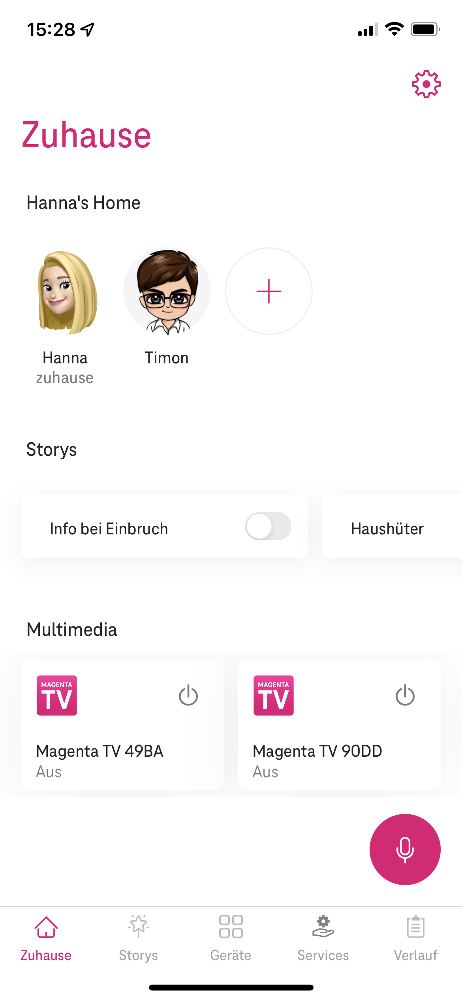 15:28
Zuhause
Hanna's Home
Hanna
zuhause
Timon
Storys
Info bei Einbruch
Haushüter
Multimedia
MAGENTA
TV
Magenta TV 49BA
Aus
MAGENTA
TV
Magenta TV 90DD
Aus
Zuhause
Storys
Geräte
Services
Verlauf